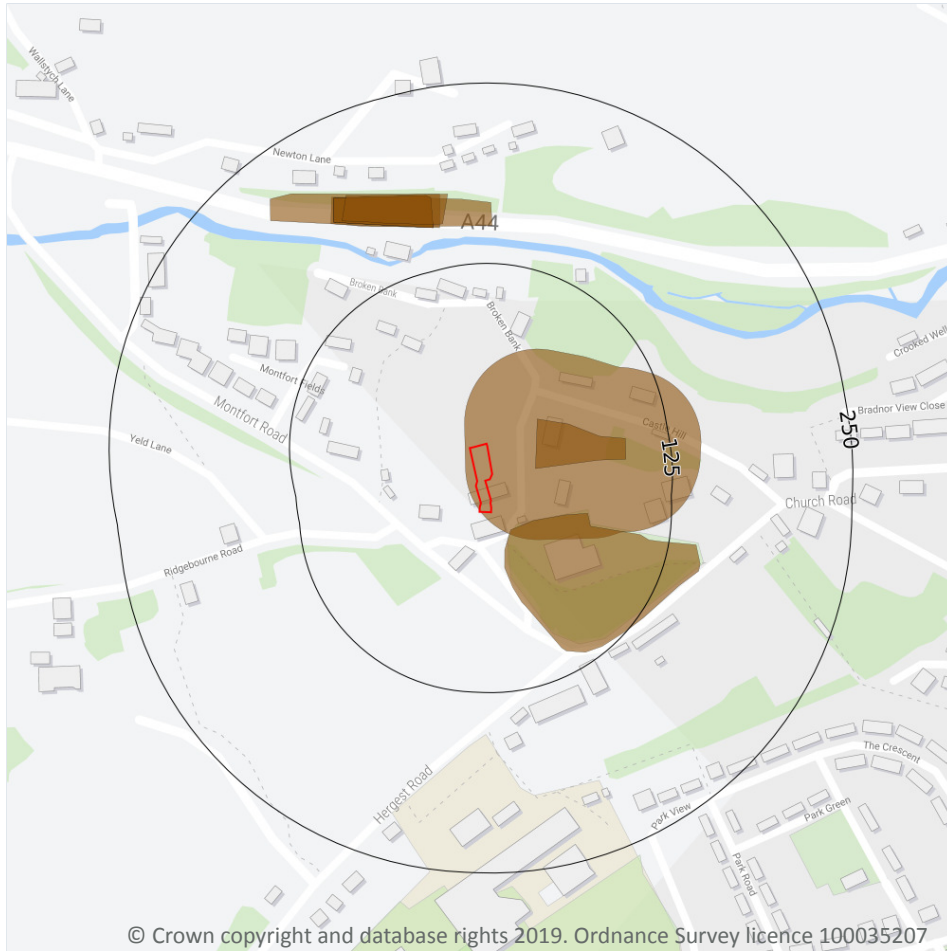 Wallstych Lane
Newton Lane
A44
Broken Bank
Broken Bank
Crooked Well
Montfort Fields
Bradnor View Close
Montfort Road
Castle Hill
250
Yeld Lane
125
Church Road
Ridgebourne Road
The Crescent
Hergest Road
Park View
Park Green
Park Road
© Crown copyright and database rights 2019. Ordnance Survey licence 100035207